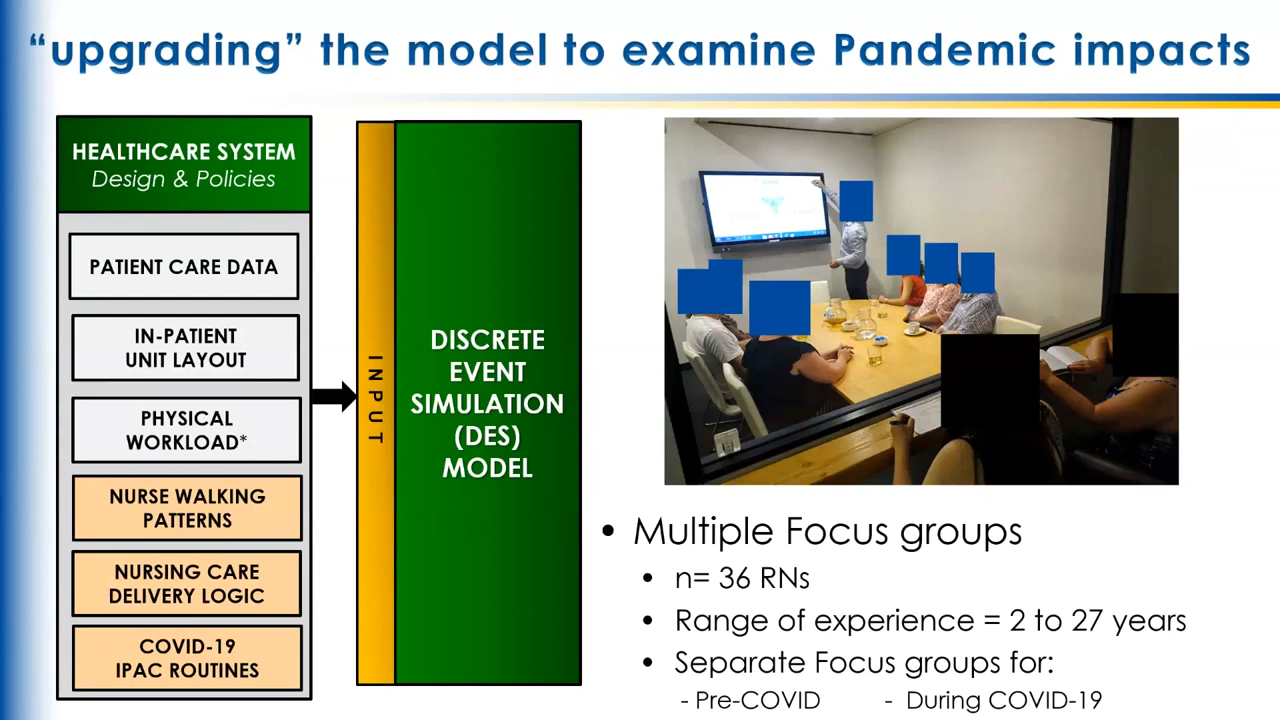 “upgrading” the model to examine Pandemic impacts
HEALTHCARE SYSTEM
Design & Policies
PATIENT CARE DATA
IN-PATIENT
UNIT LAYOUT
PHYSICAL
WORKLOAD*
NURSE WALKING
PATTERNS
NURSING CARE
DELIVERY LOGIC
COVID-19
IPAC ROUTINES
INPUT
DISCRETE
EVENT
SIMULATION
(DES)
MODEL
• Multiple Focus groups
• n= 36 RNs
• Range of experience = 2 to 27 years
• Separate Focus groups for:
- Pre-COVID - During COVID-19